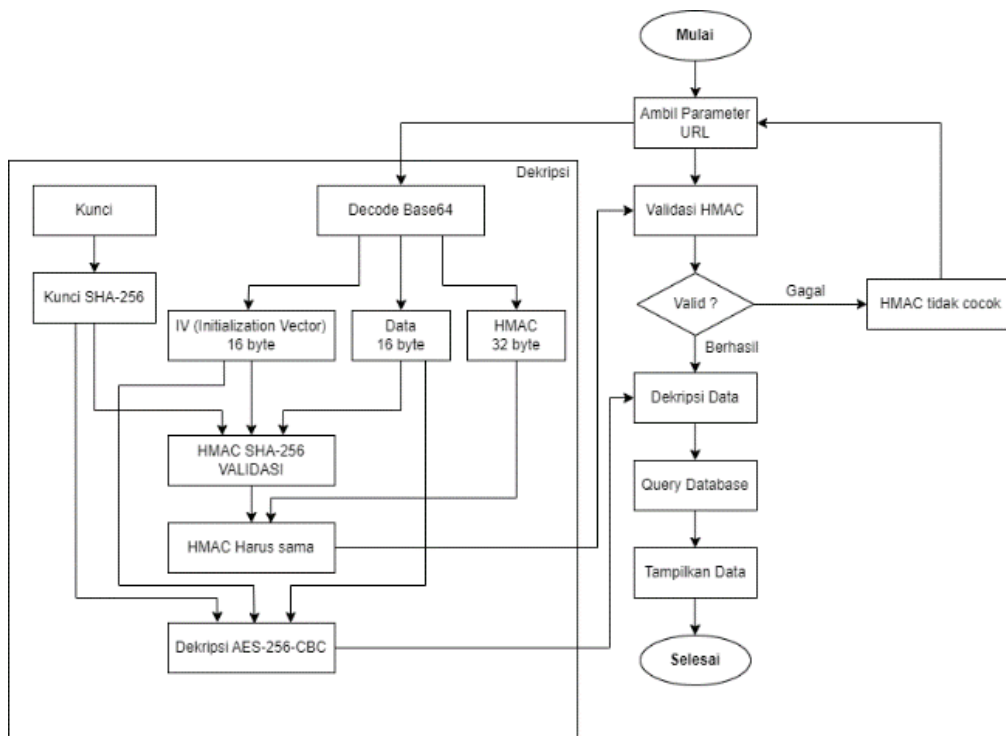 Mulai
Ambil Parameter
URL
Dekripsi
Kunci
Decode Base64
Validasi HMAC
Kunci SHA-256
Valid ?
Gagal
HMAC tidak cocok
IV (Initialization Vector)
16 byte
Data
16 byte
HMAC
32 byte
Berhasil
Dekripsi Data
HMAC SHA-256
VALIDASI
Query Database
HMAC Harus sama
Tampilkan Data
Dekripsi AES-256-CBC
Selesai